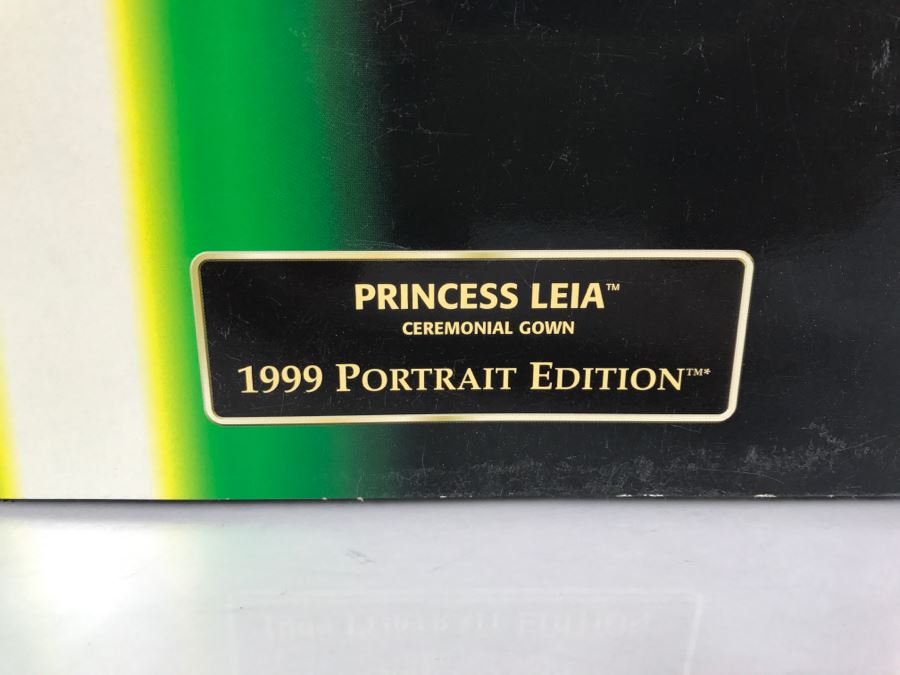 PRINCESS LEIA™
CEREMONIAL GOWN
1999 PORTRAIT EDITION™*